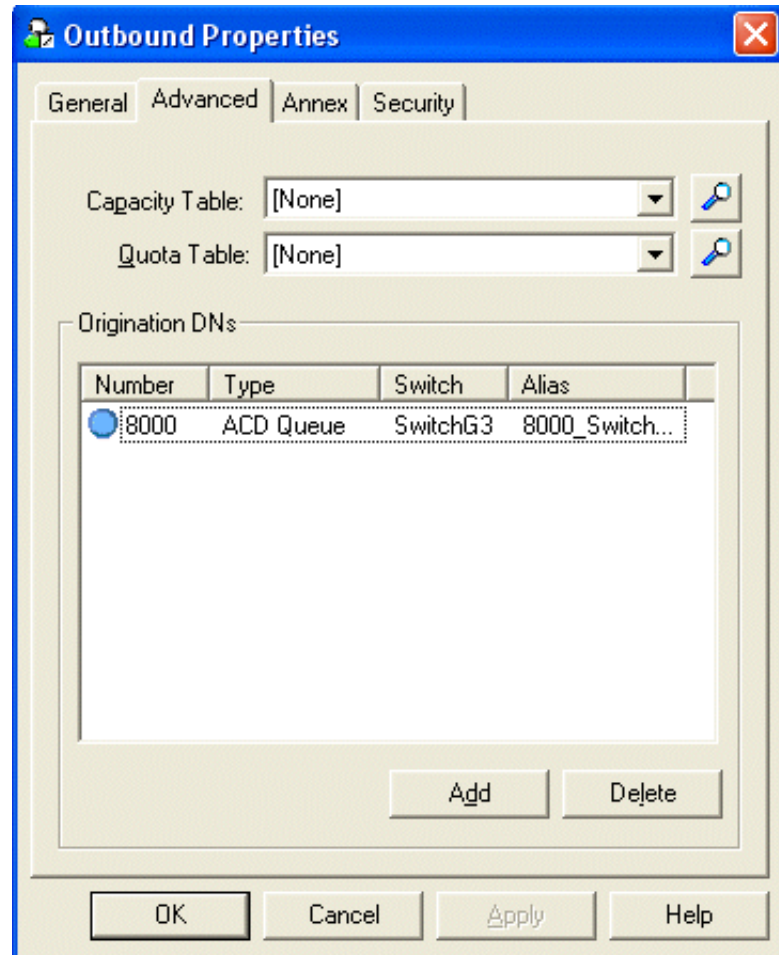 Outbound Properties
General Advanced Annex Security
Capacity Table: [None]
Quota Table: [None]
Origination DNs
Number Type Switch Alias
8000 ACD Queue SwitchG3 8000_Switch...
Add Delete
OK Cancel Apply Help